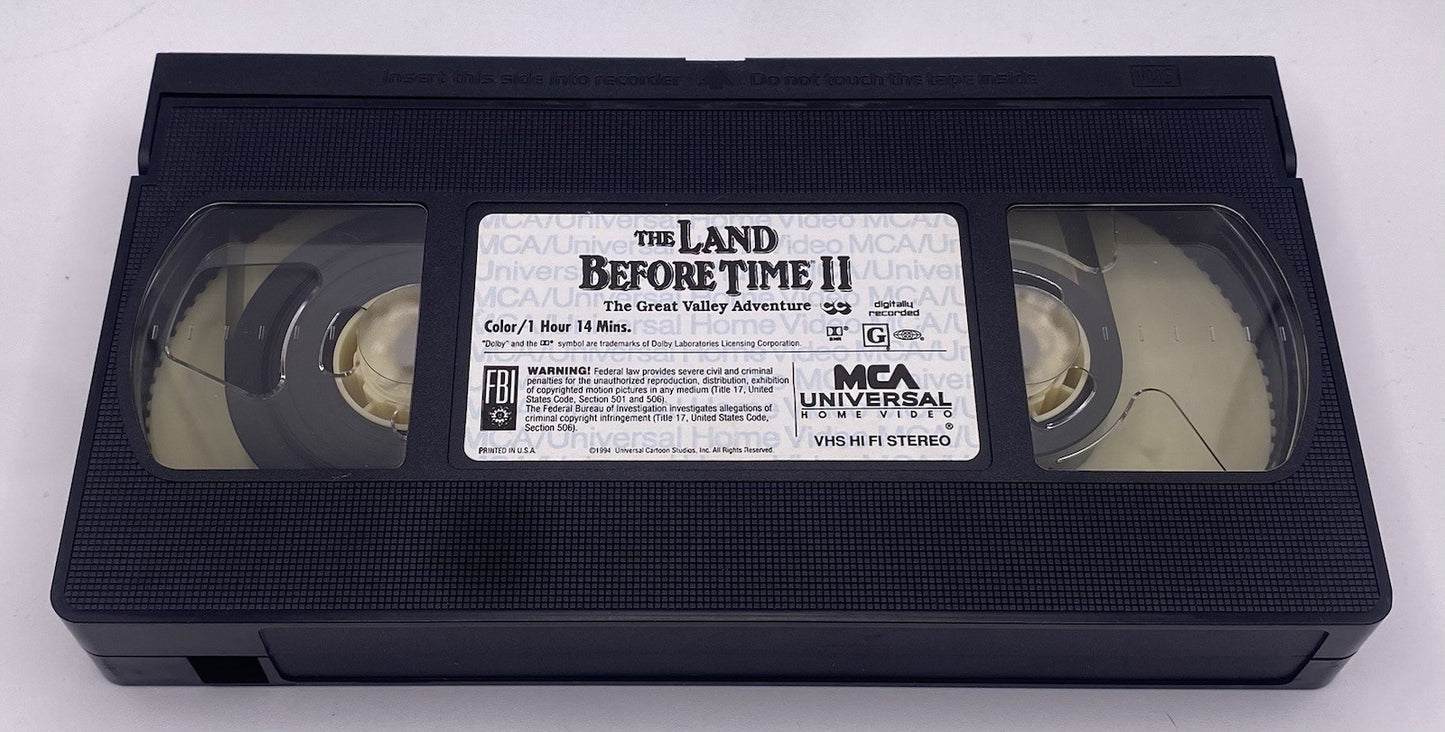 Insert this side into recorder Do not touch the tape inside VHS
THE LAND
BEFORE TIME II
The Great Valley Adventure CC digitally
recorded
Color/1 Hour 14 Mins. G
"Dolby" and the symbol are trademarks of Dolby Laboratories Licensing Corporation.
FBI
WARNING! Federal law provides severe civil and criminal
penalties for the unauthorized reproduction, distribution, exhibition
of copyrighted motion pictures in any medium (Title 17, United
States Code, Section 501 and 506).
The Federal Bureau of Investigation investigates allegations of
criminal copyright infringement (Title 17, United States Code,
Section 506).
MCA
UNIVERSAL
HOME VIDEO
®
VHS HI FI STEREO
PRINTED IN U.S.A. ©1994 Universal Cartoon Studios, Inc. All Rights Reserved.